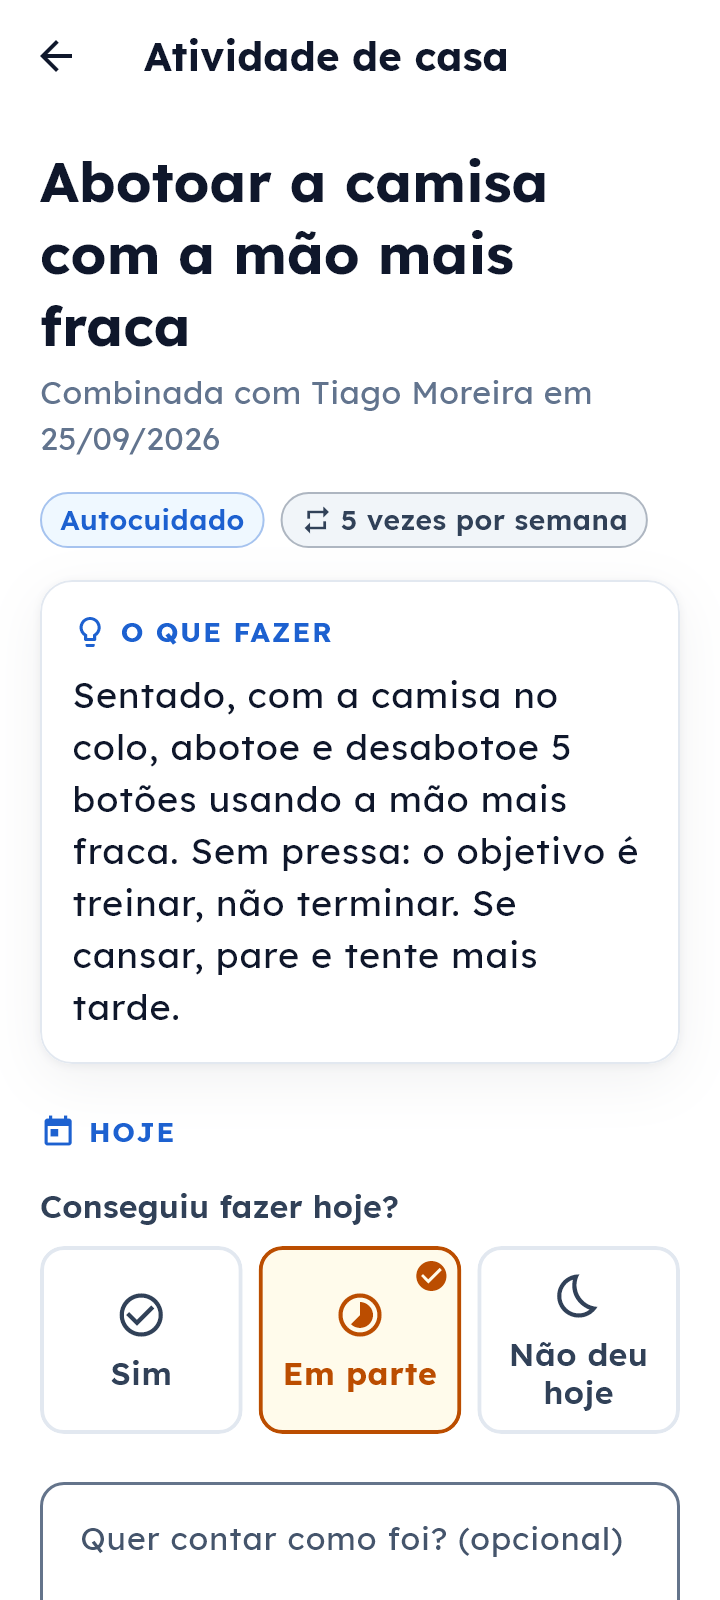 Atividade de casa
Abotoar a camisa
com a mão mais
fraca
Combinada com Tiago Moreira em
25/09/2026
Autocuidado
5 vezes por semana
O QUE FAZER
Sentado, com a camisa no
colo, abotoe e desabotoe 5
botões usando a mão mais
fraca. Sem pressa: o objetivo é
treinar, não terminar. Se
cansar, pare e tente mais
tarde.
HOJE
Conseguiu fazer hoje?
Sim
Em parte
Não deu
hoje
Quer contar como foi? (opcional)